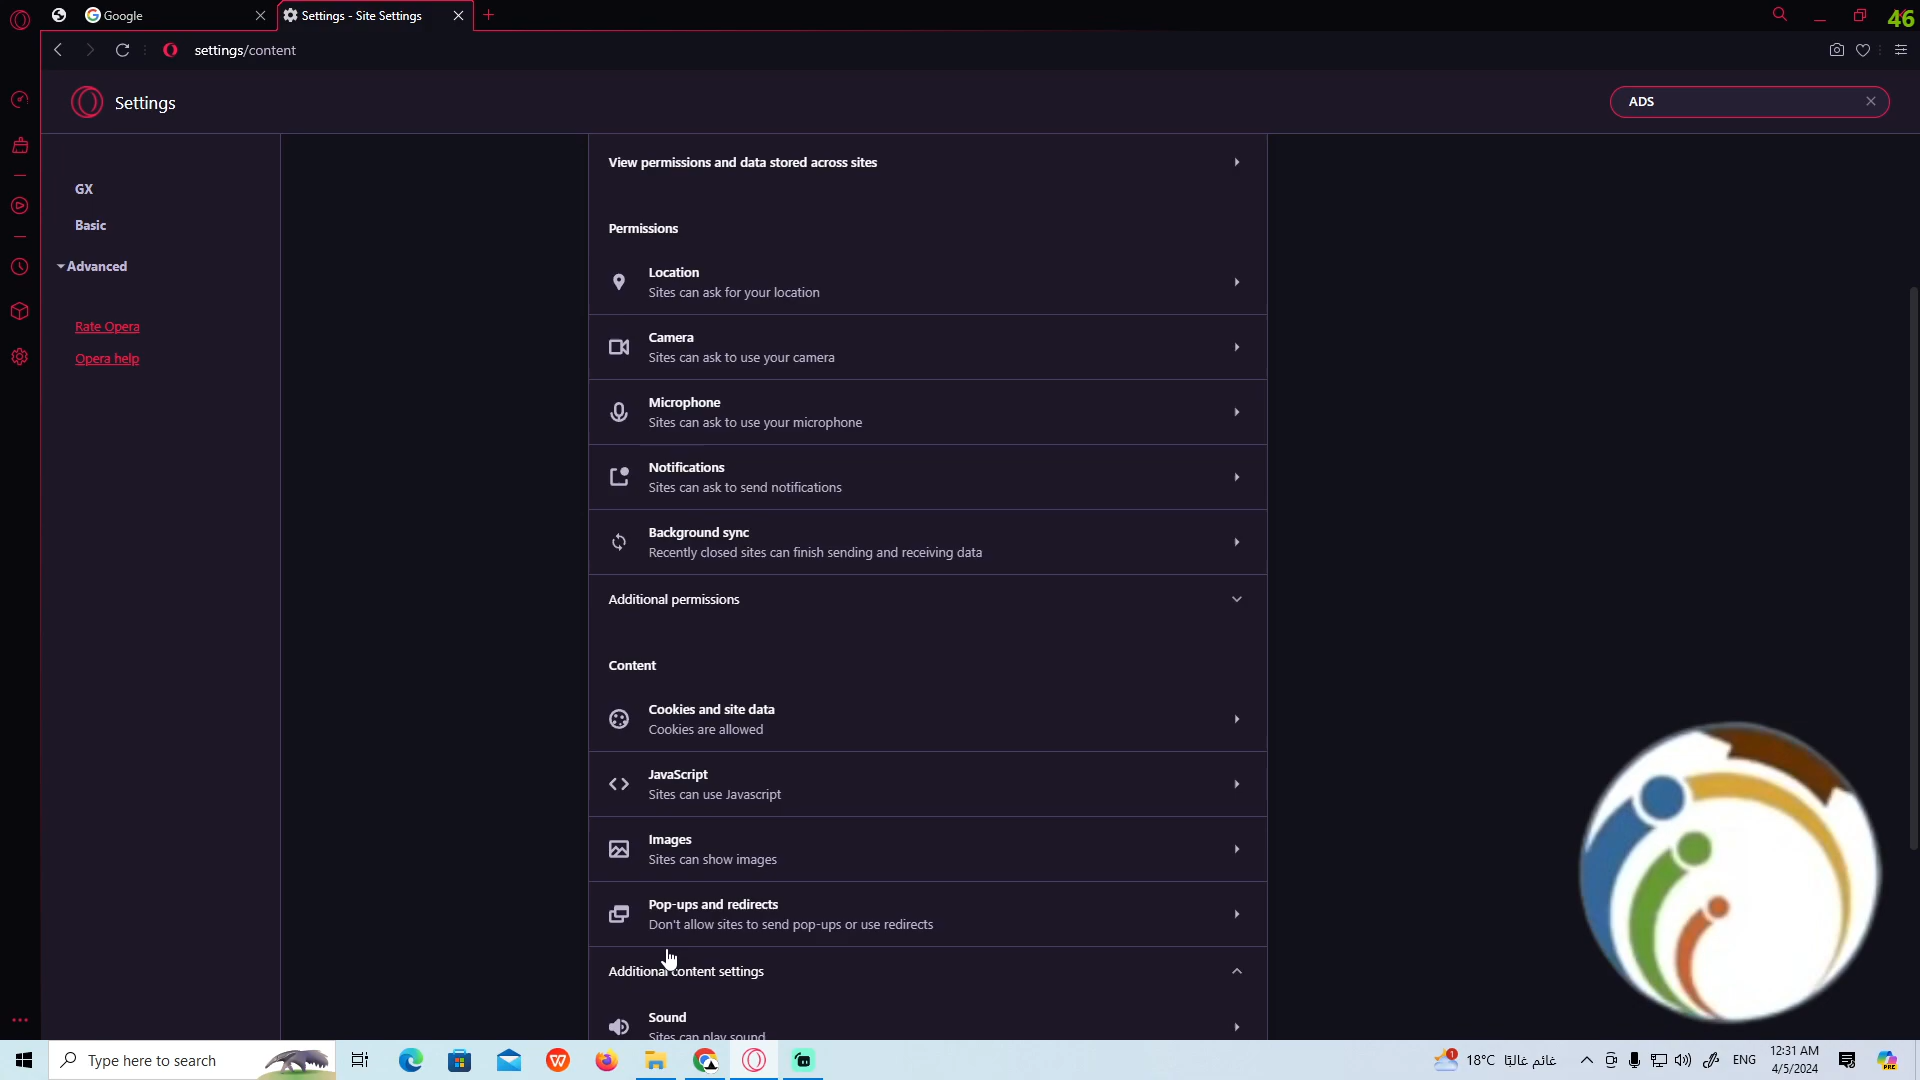 Google
Settings - Site Settings
46
settings/content
Settings
ADS
GX
Basic
Advanced
Rate Opera
Opera help
View permissions and data stored across sites
Permissions
Location
Sites can ask for your location
Camera
Sites can ask to use your camera
Microphone
Sites can ask to use your microphone
Notifications
Sites can ask to send notifications
Background sync
Recently closed sites can finish sending and receiving data
Additional permissions
Content
Cookies and site data
Cookies are allowed
JavaScript
Sites can use Javascript
Images
Sites can show images
Pop-ups and redirects
Don't allow sites to send pop-ups or use redirects
Additional content settings
Sound
Sites can play sound
Type here to search
1
18°C غائم غالبًا
ENG
12:31 AM
4/5/2024
PRE